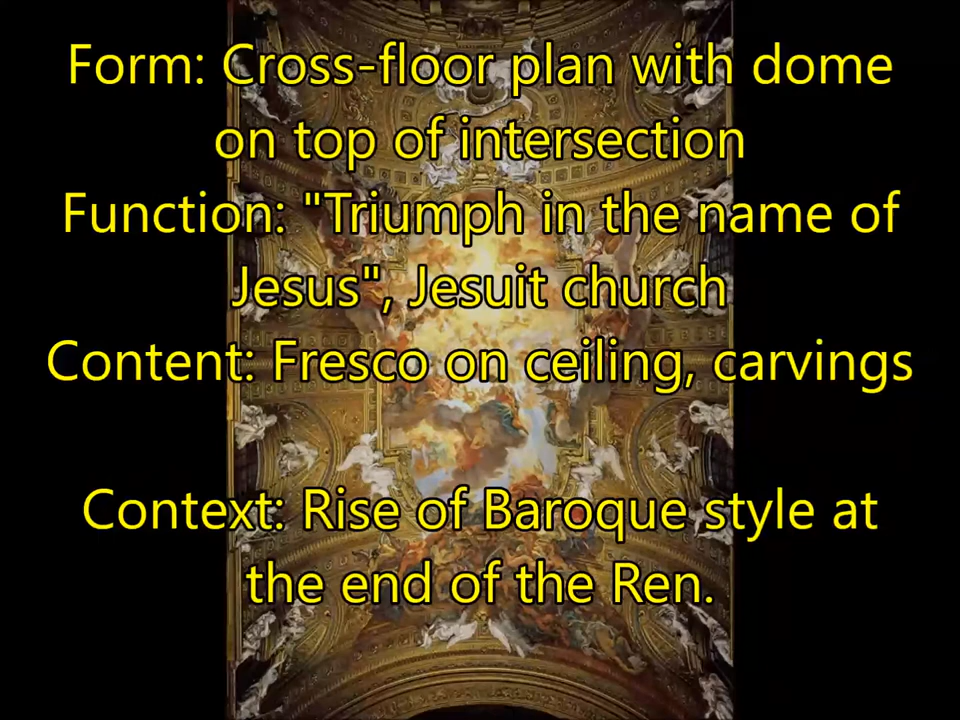 Form: Cross-floor plan with dome
on top of intersection
Function: "Triumph in the name of
Jesus", Jesuit church
Content: Fresco on ceiling, carvings
Context: Rise of Baroque style at
the end of the Ren.